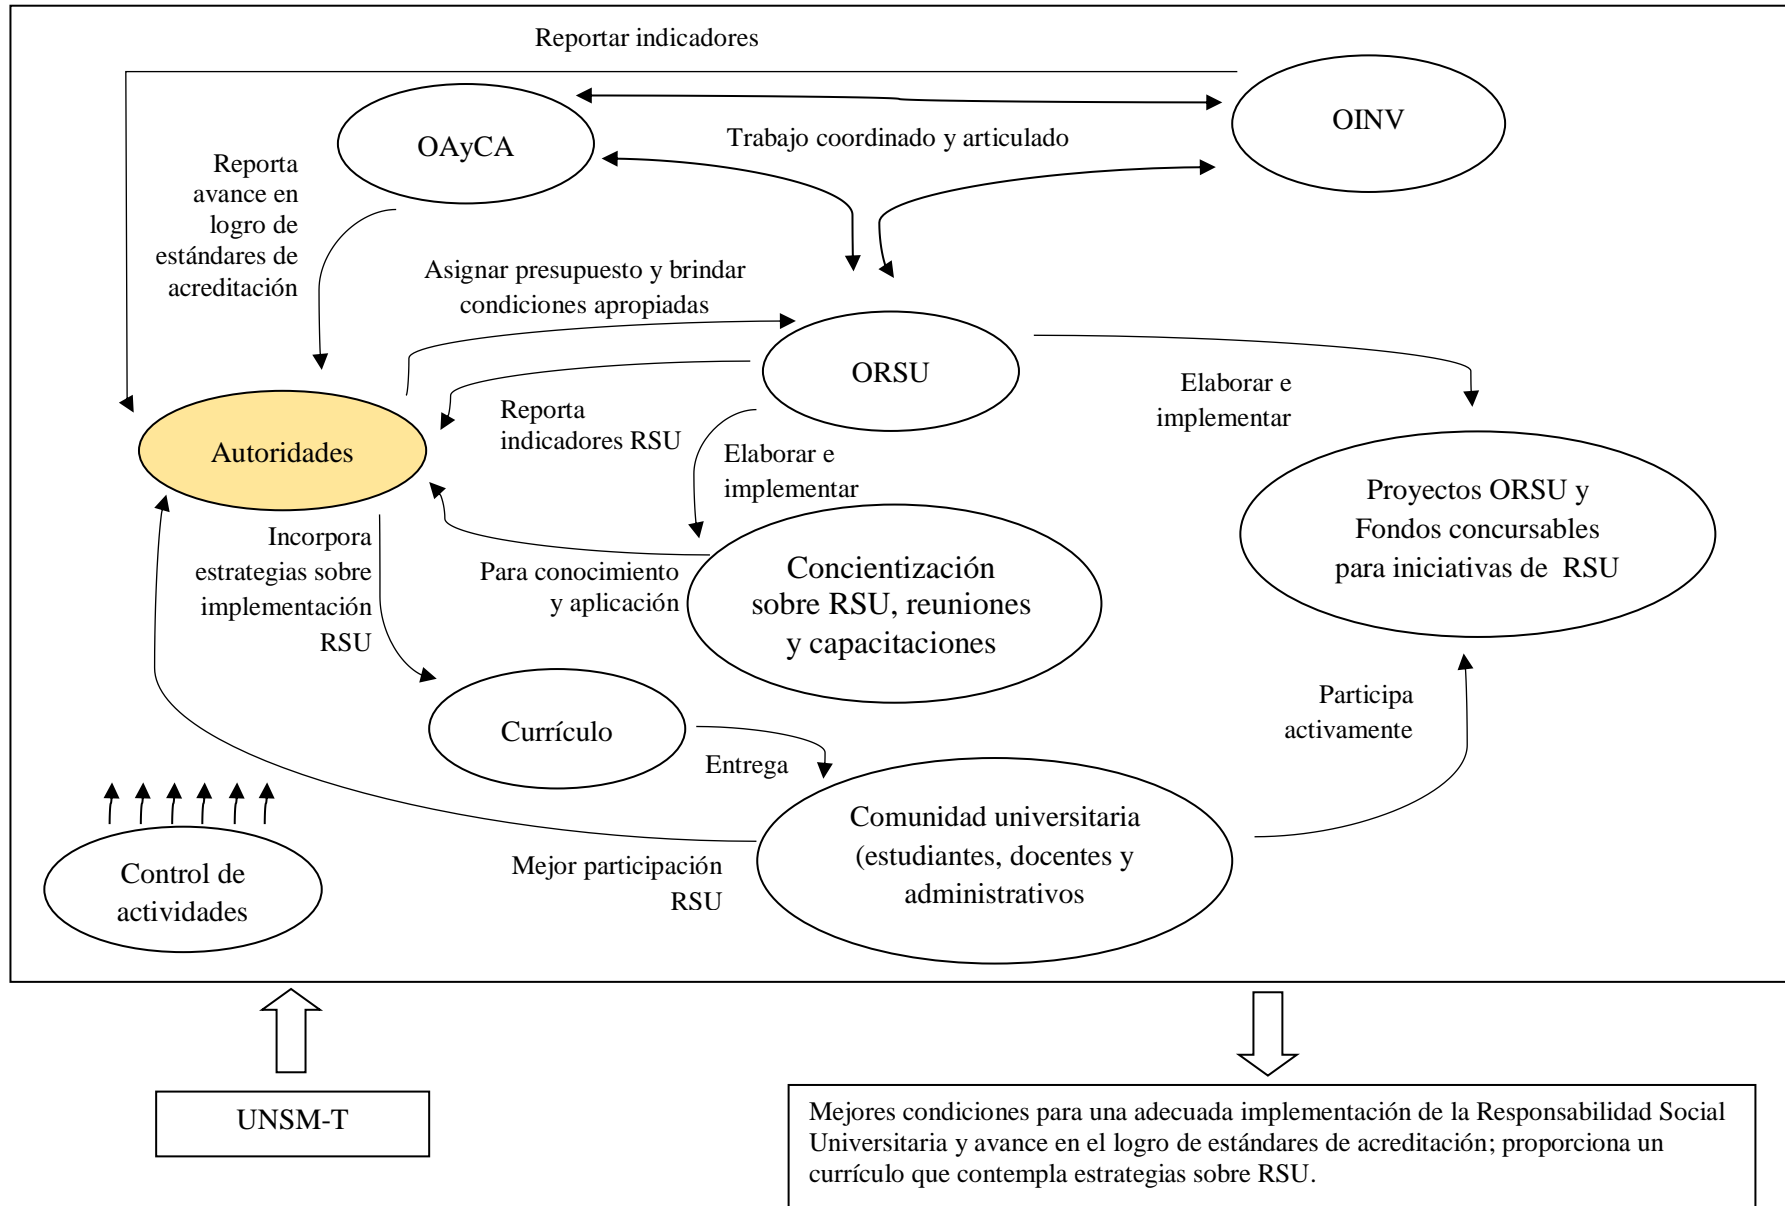 Reportar indicadores
OAyCA
OINV
Trabajo coordinado y articulado
Reporta
avance en
logro de
estándares de
acreditación
Asignar presupuesto y brindar
condiciones apropiadas
ORSU
Elaborar e
implementar
Reporta
indicadores RSU
Autoridades
Elaborar e
implementar
Proyectos ORSU y
Fondos concursables
para iniciativas de RSU
Incorpora
estrategias sobre
implementación
RSU
Para conocimiento
y aplicación
Concientización
sobre RSU, reuniones
y capacitaciones
Participa
activamente
Currículo
Entrega
Comunidad universitaria
(estudiantes, docentes y
administrativos
Mejor participación
RSU
Control de
actividades
UNSM-T
Mejores condiciones para una adecuada implementación de la Responsabilidad Social
Universitaria y avance en el logro de estándares de acreditación; proporciona un
currículo que contempla estrategias sobre RSU.